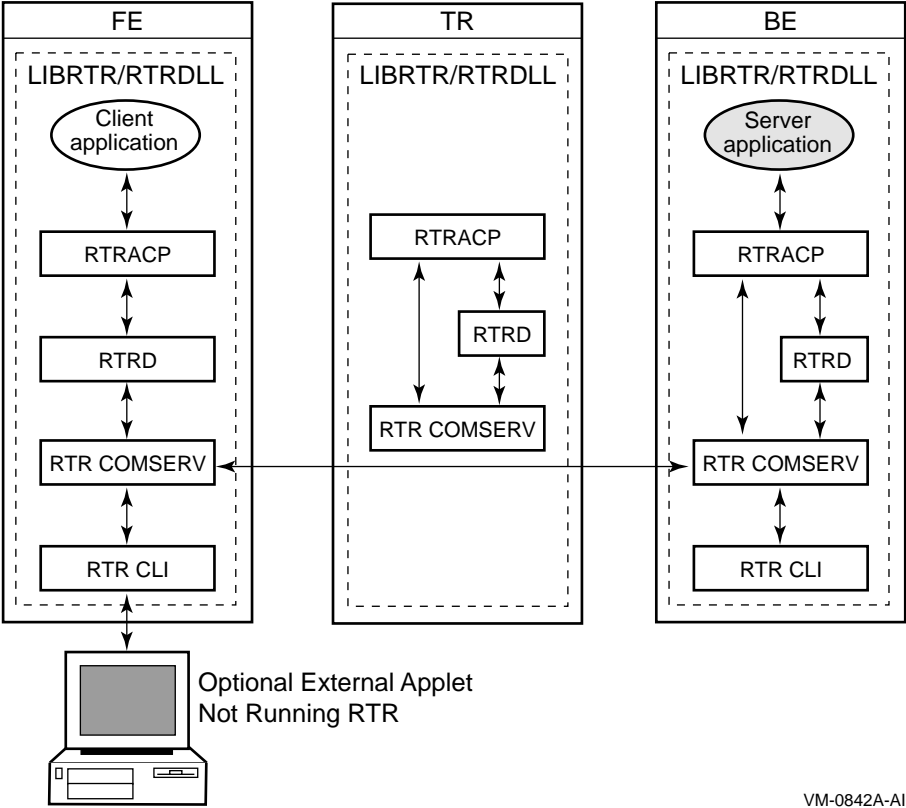 FE
LIBRTR/RTRDLL
Client
application
RTRACP
RTRD
RTR COMSERV
RTR CLI
TR
LIBRTR/RTRDLL
RTRACP
RTRD
RTR COMSERV
BE
LIBRTR/RTRDLL
Server
application
RTRACP
RTRD
RTR COMSERV
RTR CLI
Optional External Applet
Not Running RTR
VM-0842A-AI